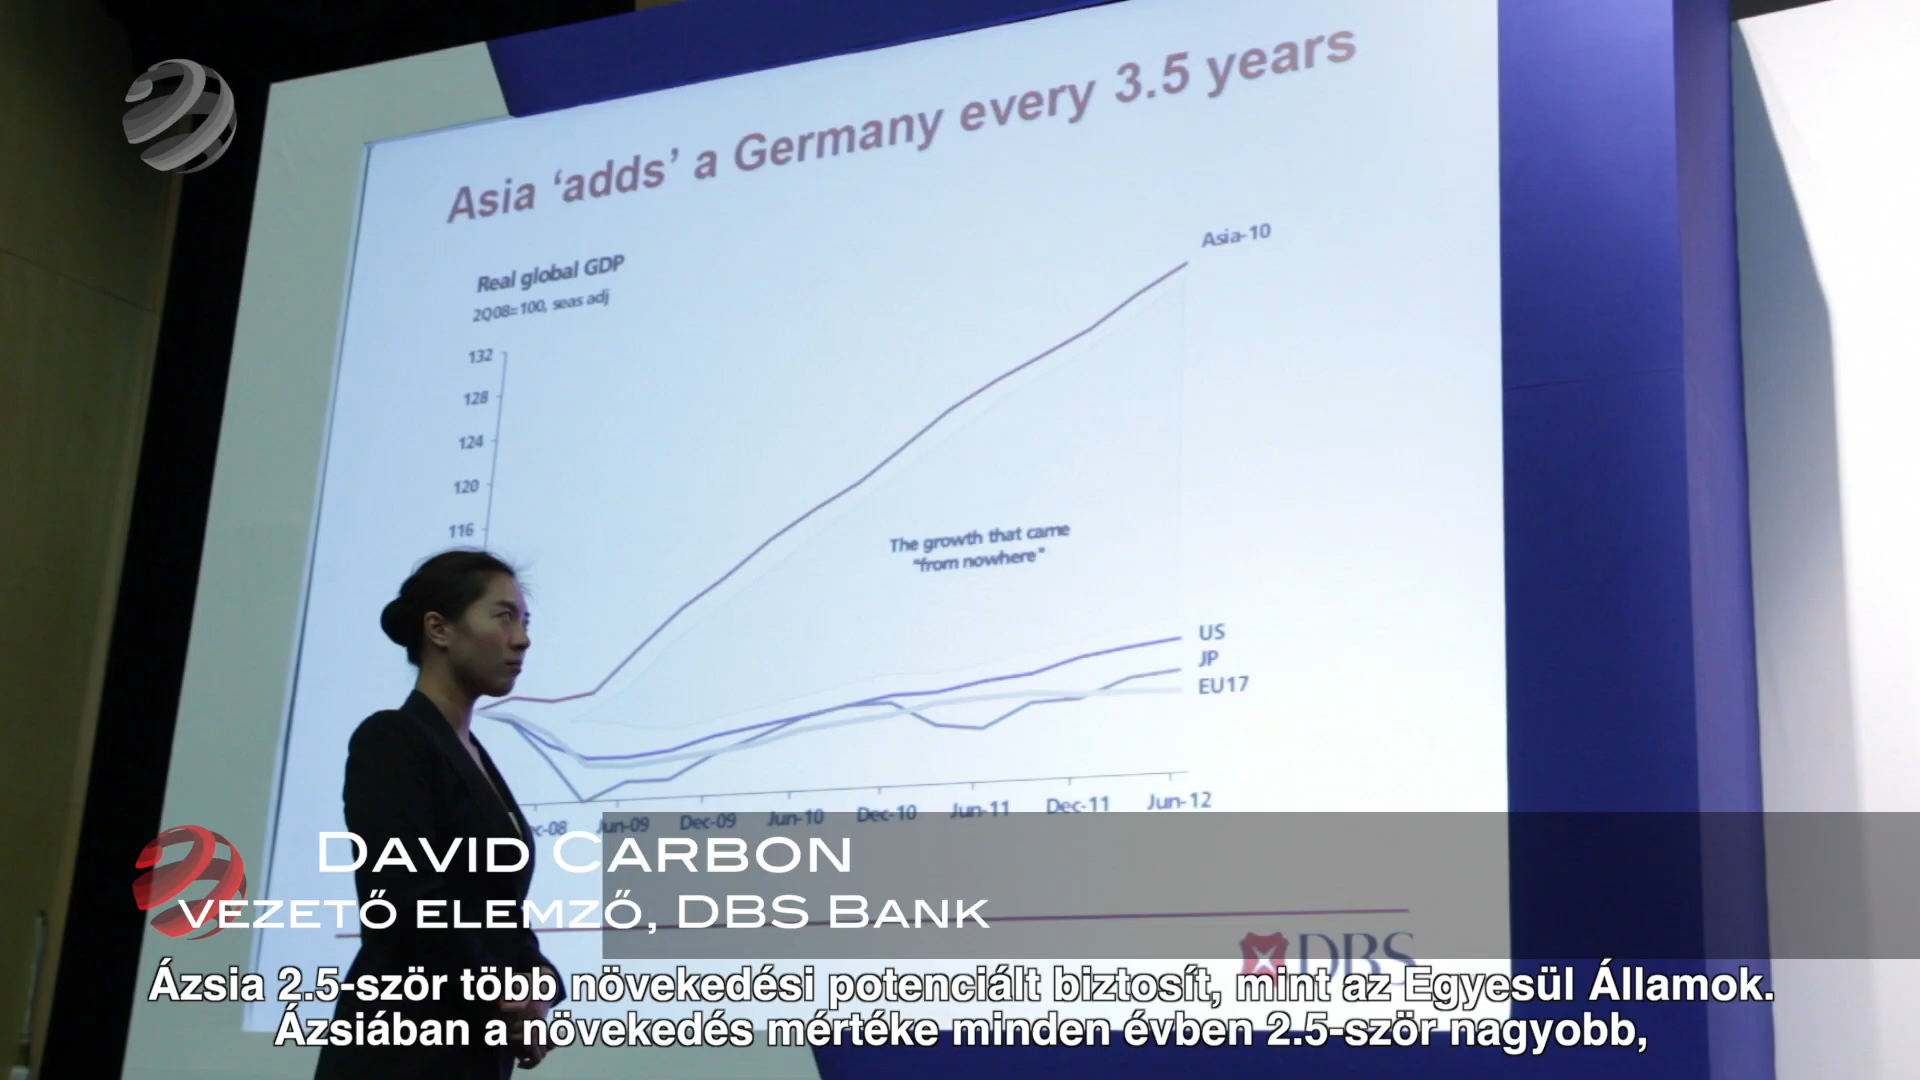 Asia ‘adds’ a Germany every 3.5 years
Real global GDP
2Q08=100, seas adj
Asia-10
132
128
124
120
116
The growth that came
"from nowhere"
US
JP
EU17
Jun-09 Dec-09 Jun-10 Dec-10 Jun-11 Dec-11 Jun-12
DAVID CARBON
VEZETŐ ELEMZŐ, DBS BANK
DBS
Ázsia 2.5-ször több növekedési potenciált biztosít, mint az Egyesül Államok.
Ázsiában a növekedés mértéke minden évben 2.5-ször nagyobb,